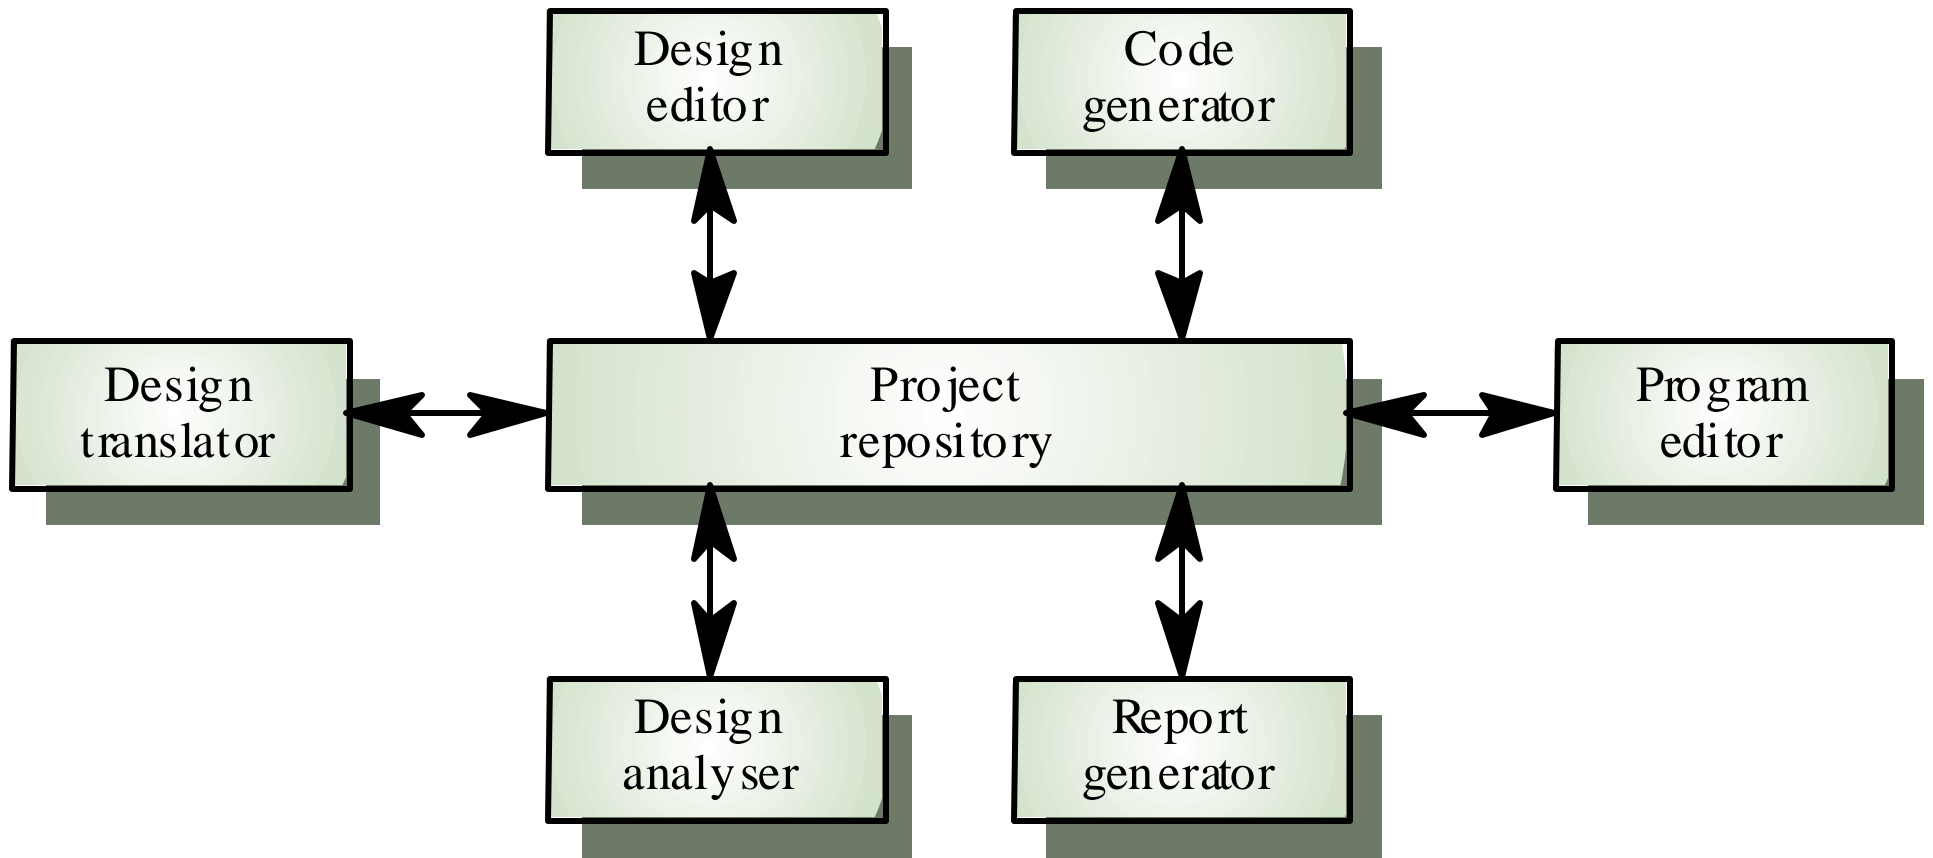 Design
editor
Code
generator
Design
translator
Project
repository
Program
editor
Design
analyser
Report
generator